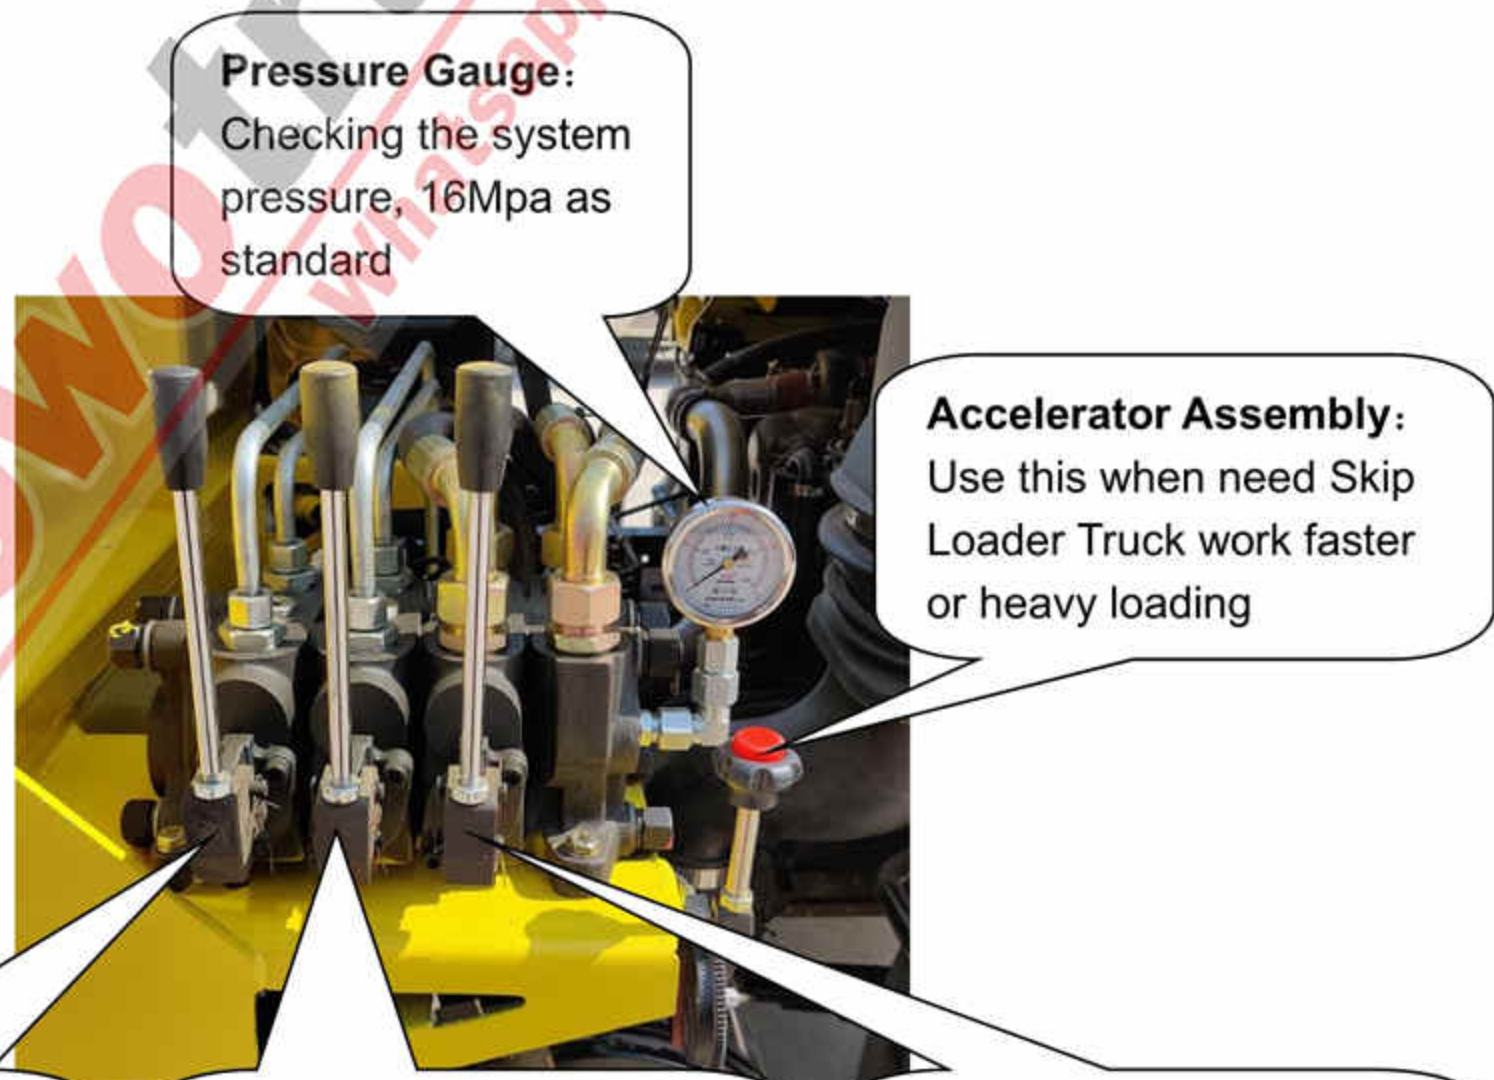 Pressure Gauge:
Checking the system
pressure, 16Mpa as
standard
Accelerator Assembly:
Use this when need Skip
Loader Truck work faster
or heavy loading
Whatsapp